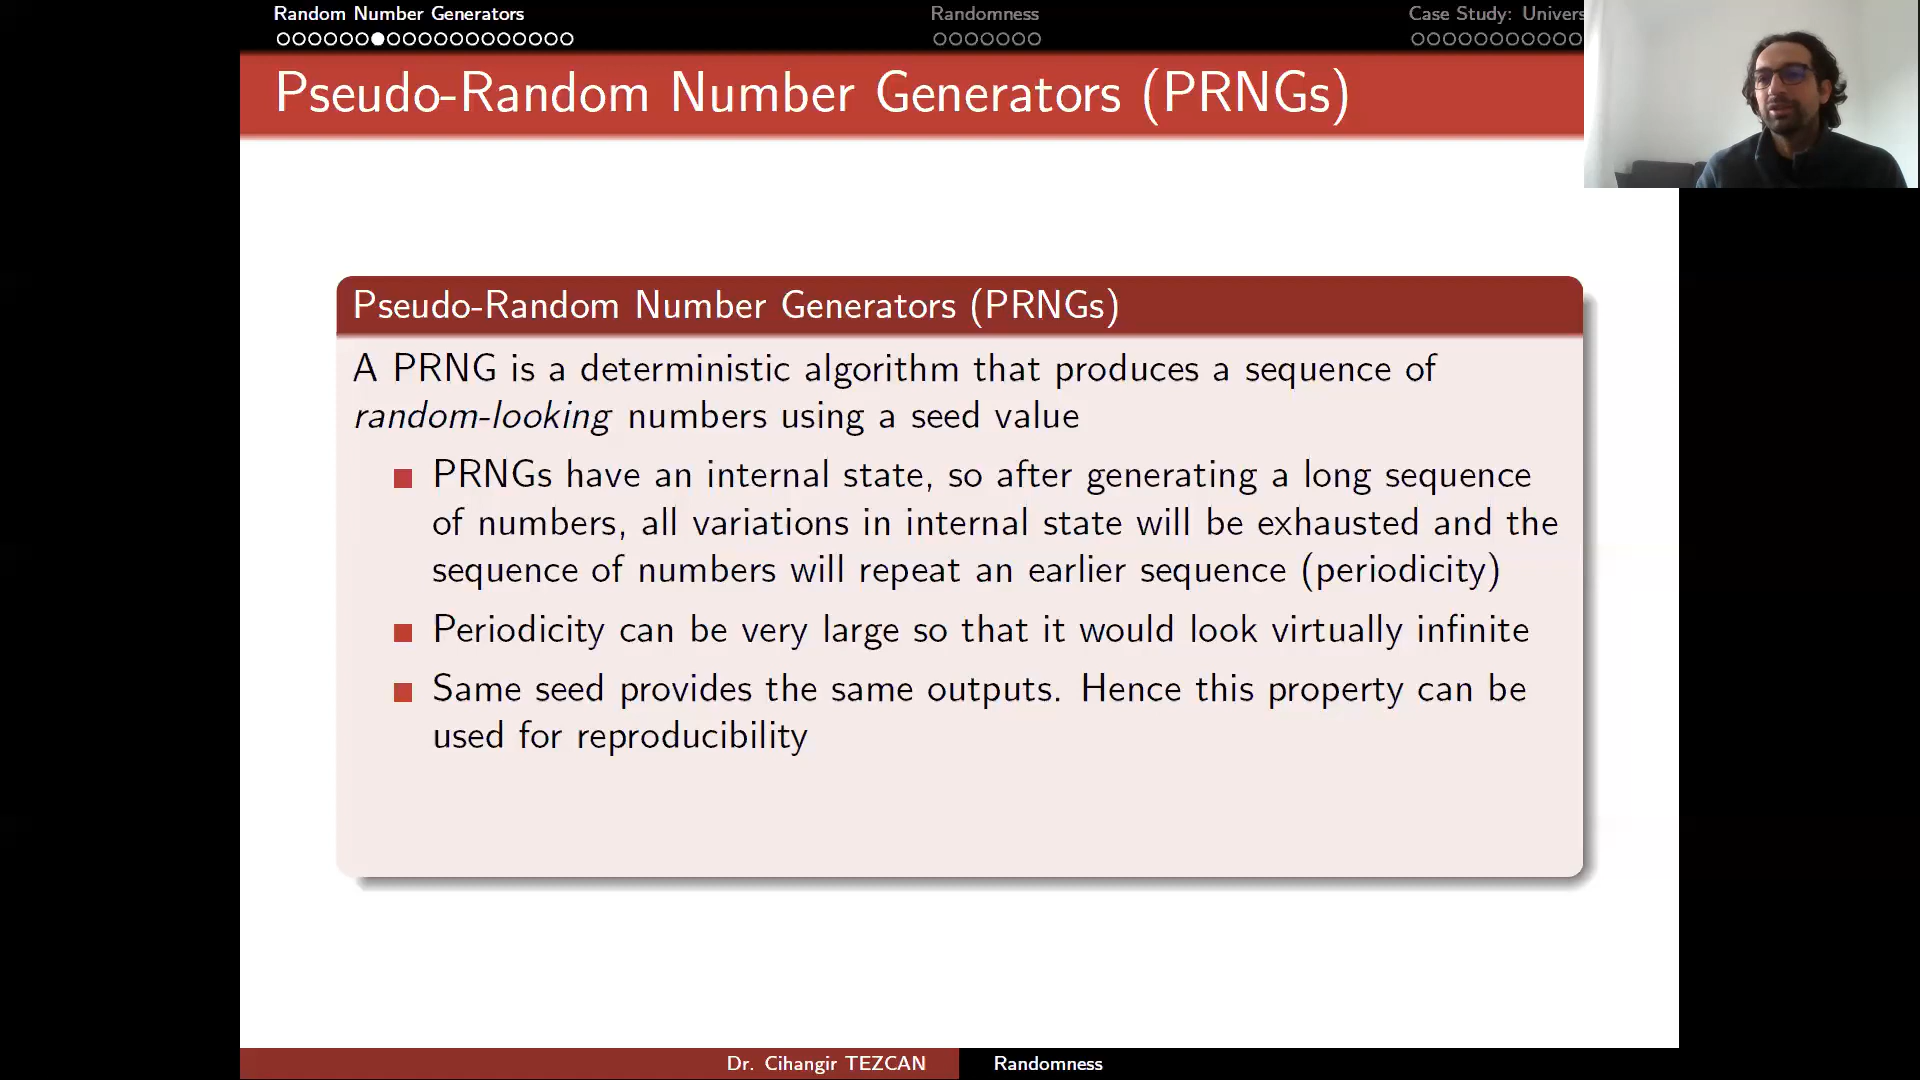 Random Number Generators
Randomness
Case Study: Univers
Pseudo-Random Number Generators (PRNGs)
Pseudo-Random Number Generators (PRNGs)
A PRNG is a deterministic algorithm that produces a sequence of
random-looking numbers using a seed value
PRNGs have an internal state, so after generating a long sequence
of numbers, all variations in internal state will be exhausted and the
sequence of numbers will repeat an earlier sequence (periodicity)
Periodicity can be very large so that it would look virtually infinite
Same seed provides the same outputs. Hence this property can be
used for reproducibility
Dr. Cihangir TEZCAN
Randomness